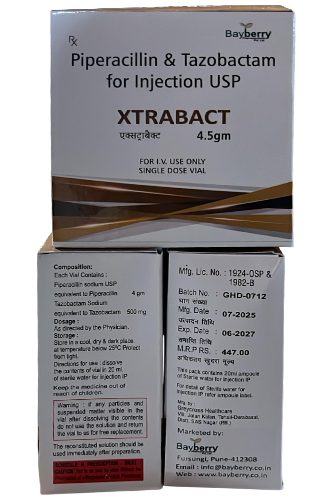 Rx
Bayberry
Piperacillin & Tazobactam
for Injection USP
XTRABACT
एक्सट्राबैक्ट 4.5gm
FOR I.V. USE ONLY
SINGLE DOSE VIAL
Composition:
Each Vial Contains :
Piperacillin sodium USP
equivalent to Piperacillin 4 gm
Tazobactam Sodium
equivalent to Tazobactam 500 mg
Dosage :
As directed by the Physician.
Storage :
Store in a cool, dry & dark place,
at temperature below 25ºC Protect
from light.
Directions for use : dissolve
the contents of vial in 20 ml.
of sterile water for injection IP
Keep the medicine out of
reach of children.
Warning : if any particles and
suspended matter visible in the
vial after dissolving the contents
do not use the solution and return
the vial to us for free replacement.
The reconstituted solution should be
used immediately after preparation.
Mfg. Lic. No. : 1924-OSP &
1982-B
Batch No. : GHD-0712
घान संख्या
Mfg. Date : 07-2025
उत्पादन तिथि
Exp. Date : 06-2027
समाप्ति तिथि
M.R.P RS. : 447.00
अधिकतम खुदरा मूल्य
This pack contains 20ml ampoule
of Sterile water for injection IP
For detail of Sterile water for
injection IP refer ampoule label.
Mfg by :
Healthcare
Marketed by:
Bayberry
Fursungi, Pune-412308
Email : info@bayberry.co.in
Web : www.bayberry.co.in